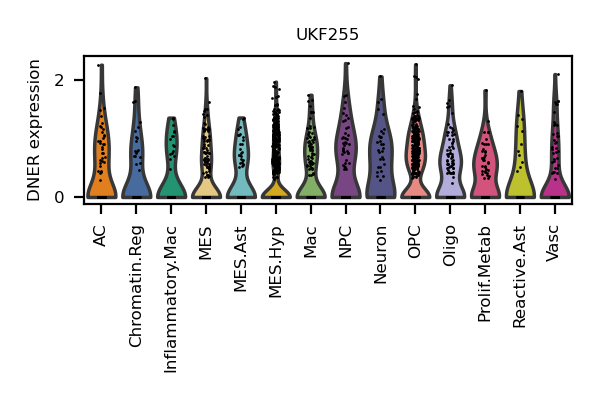 UKF255
DNER expression
2
0
AC
Chromatin.Reg
Inflammatory.Mac
MES
MES.Ast
MES.Hyp
Mac
NPC
Neuron
OPC
Oligo
Prolif.Metab
Reactive.Ast
Vasc